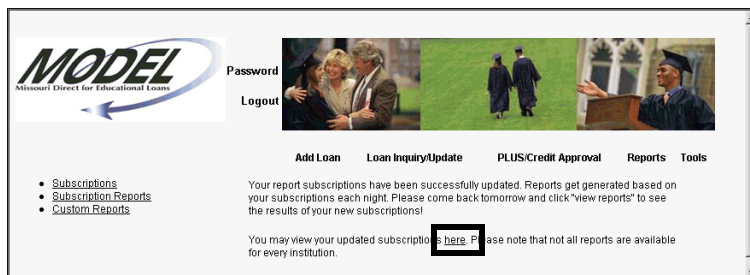 MODEL
Missouri Direct for Educational Loans
Password
Logout
Add Loan Loan Inquiry/Update PLUS/Credit Approval Reports Tools
Subscriptions
Subscription Reports
Custom Reports
Your report subscriptions have been successfully updated. Reports get generated based on
your subscriptions each night. Please come back tomorrow and click "view reports" to see
the results of your new subscriptions!
You may view your updated subscriptions here. Please note that not all reports are available
for every institution.